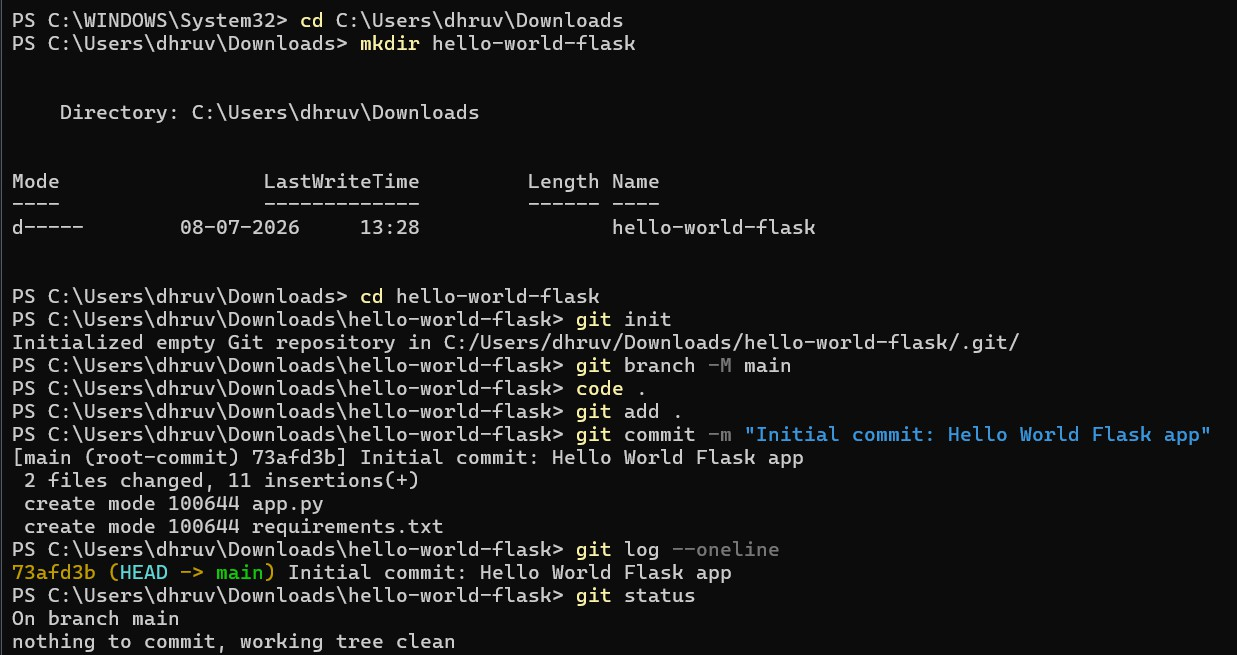 PS C:\WINDOWS\System32> cd C:\Users\dhruv\Downloads
PS C:\Users\dhruv\Downloads> mkdir hello-world-flask
    Directory: C:\Users\dhruv\Downloads
Mode                 LastWriteTime         Length Name
----                 -------------         ------ ----
d-----        08-07-2026     13:28                hello-world-flask
PS C:\Users\dhruv\Downloads> cd hello-world-flask
PS C:\Users\dhruv\Downloads\hello-world-flask> git init
Initialized empty Git repository in C:/Users/dhruv/Downloads/hello-world-flask/.git/
PS C:\Users\dhruv\Downloads\hello-world-flask> git branch -M main
PS C:\Users\dhruv\Downloads\hello-world-flask> code .
PS C:\Users\dhruv\Downloads\hello-world-flask> git add .
PS C:\Users\dhruv\Downloads\hello-world-flask> git commit -m "Initial commit: Hello World Flask app"
[main (root-commit) 73afd3b] Initial commit: Hello World Flask app
 2 files changed, 11 insertions(+)
 create mode 100644 app.py
 create mode 100644 requirements.txt
PS C:\Users\dhruv\Downloads\hello-world-flask> git log --oneline
73afd3b (HEAD -> main) Initial commit: Hello World Flask app
PS C:\Users\dhruv\Downloads\hello-world-flask> git status
On branch main
nothing to commit, working tree clean